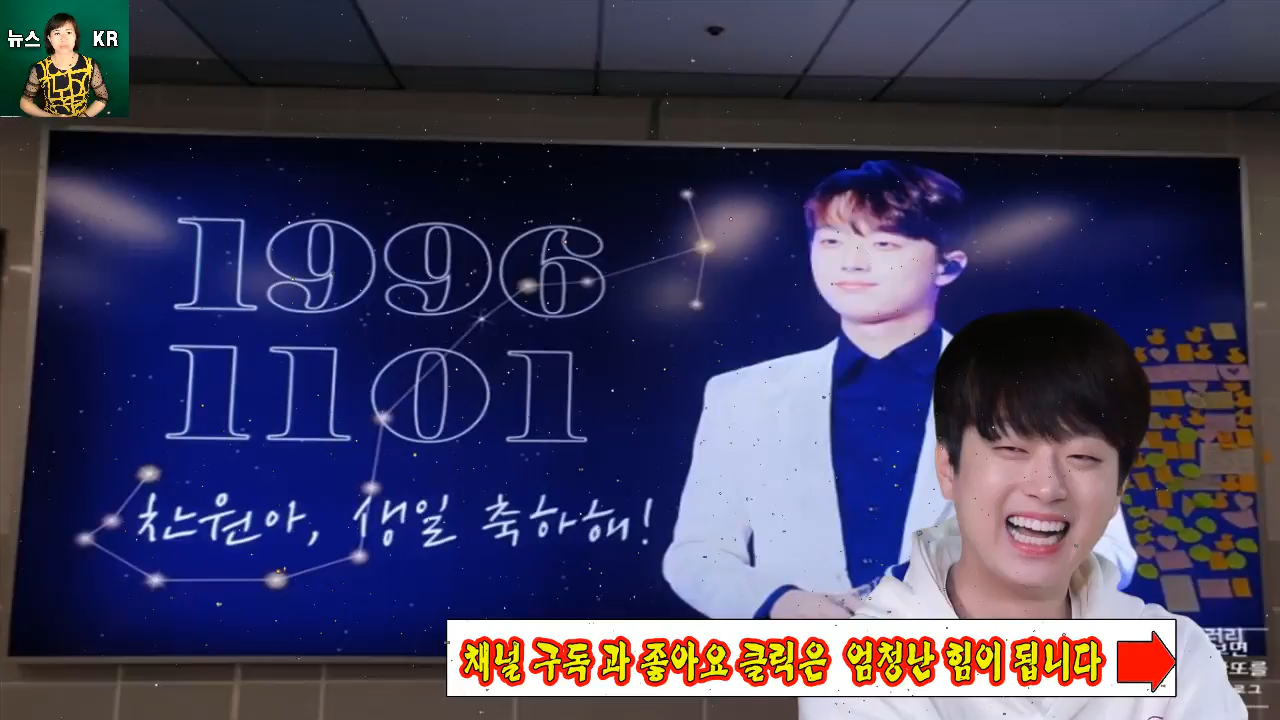 뉴스 KR
1996
1101
찬원아, 생일 축하해!
채널 구독 과 좋아요 클릭은 엄청난 힘이 됩니다